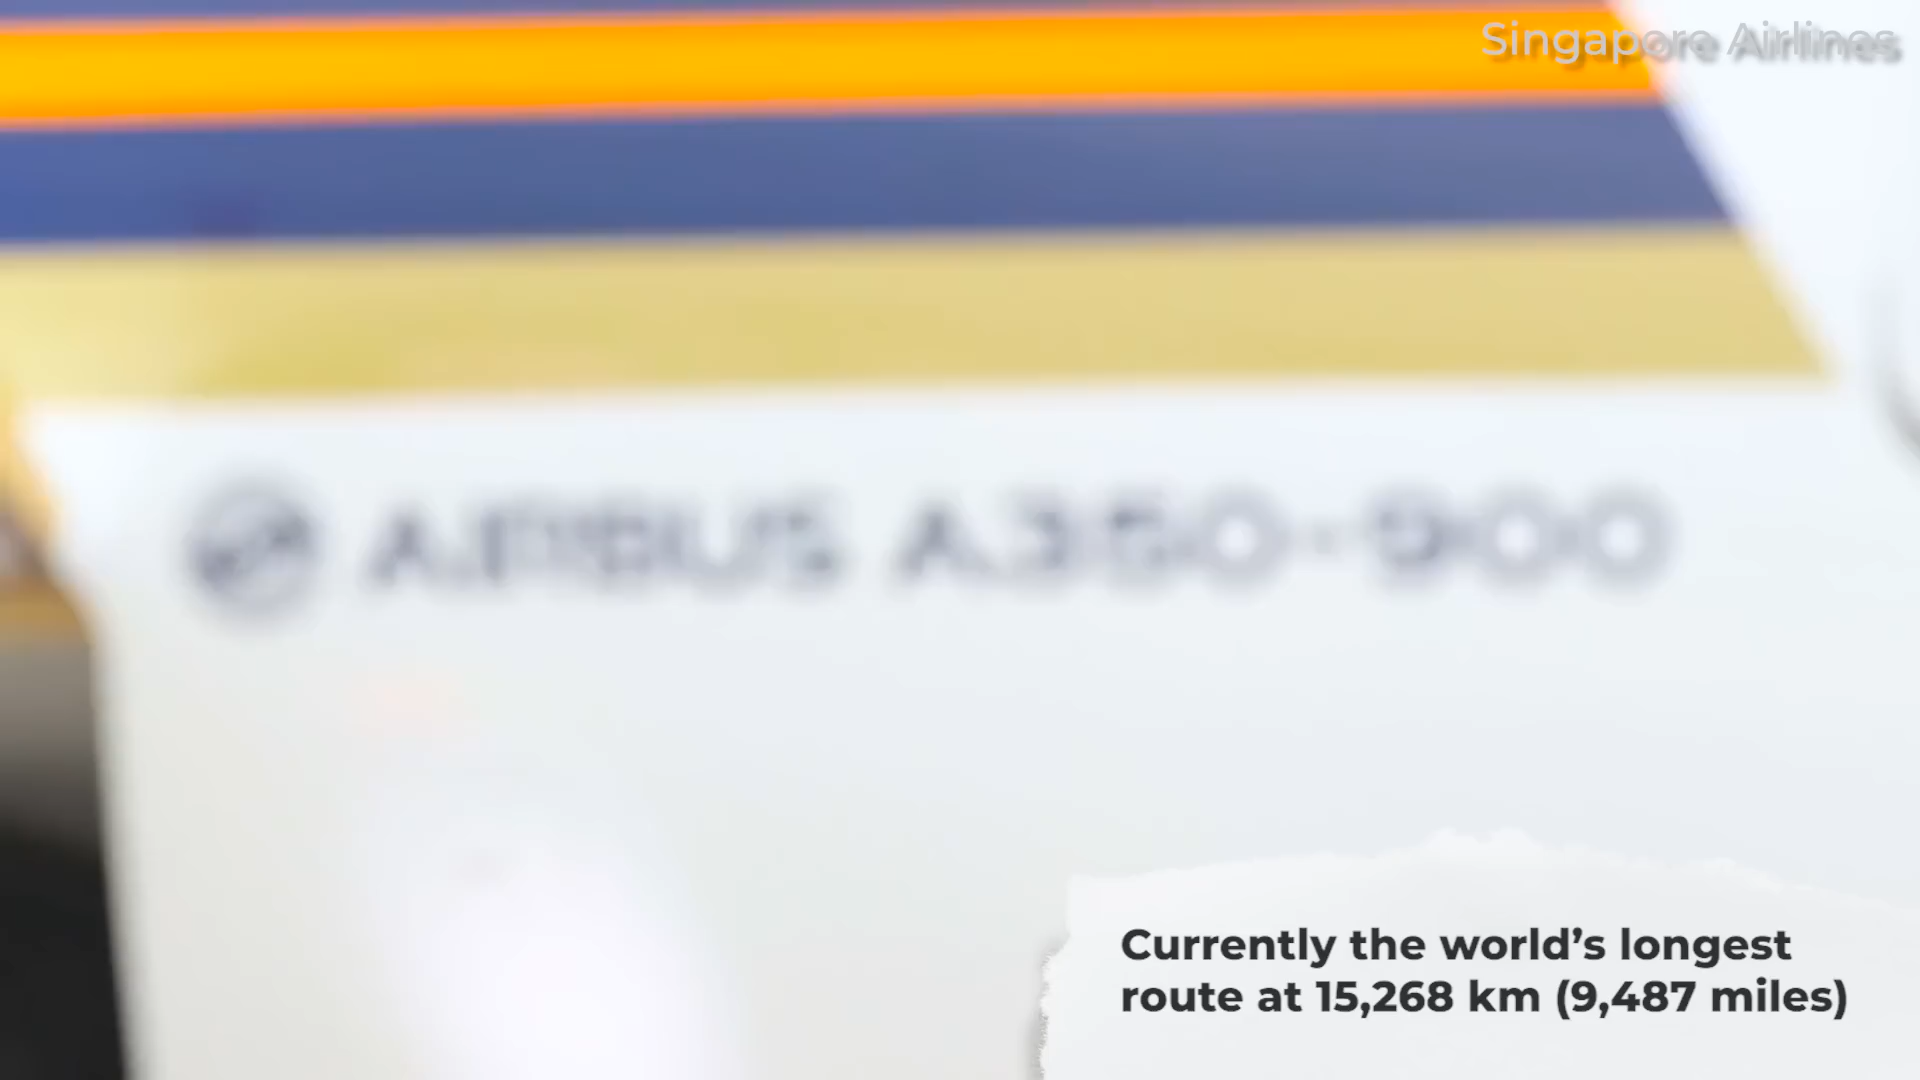 Singapore Airlines
AIRBUS A350-900
Currently the world’s longest
route at 15,268 km (9,487 miles)